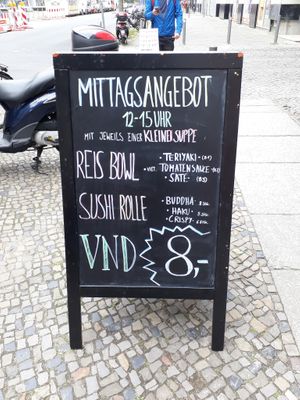 MITTAGSANGEBOT
12-15 UHR
MIT JEWEILS EINER KLEINEN SUPPE
REIS BOWL
• TERIYAKI
• TOMATENSAUCE
• SATE
SUSHI ROLLE
• BUDDHA
• HAKU
• CRISPY
VND 8,-